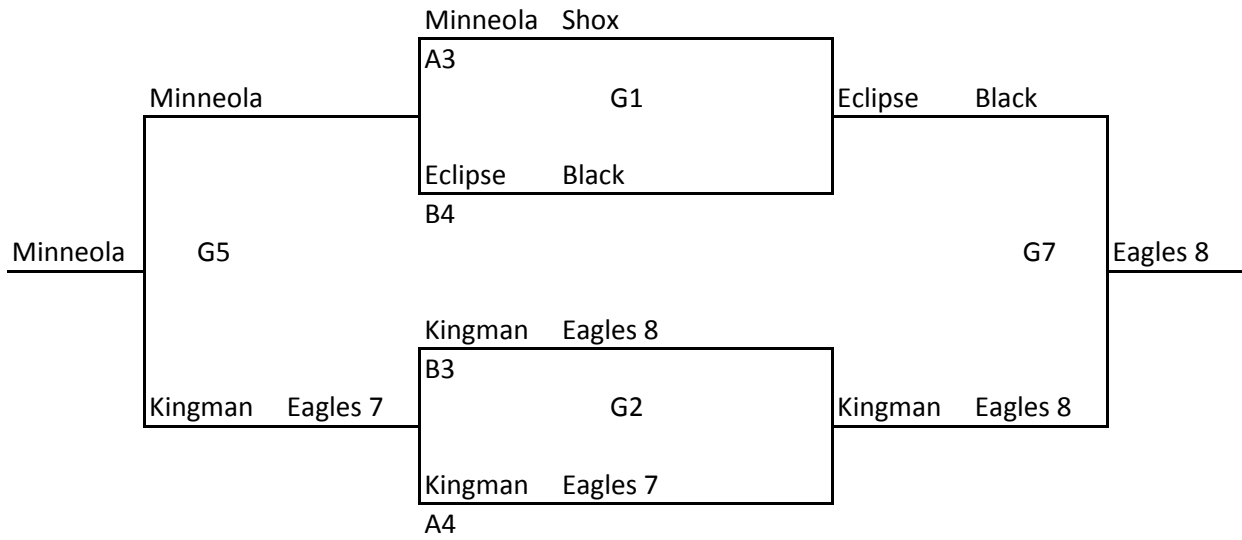 Minneola Shox
A3
Minneola G1 Eclipse Black
Eclipse Black
B4
Minneola G5 G7 Eagles 8
Kingman Eagles 8
B3
Kingman Eagles 7 G2 Kingman Eagles 8
Kingman Eagles 7
A4